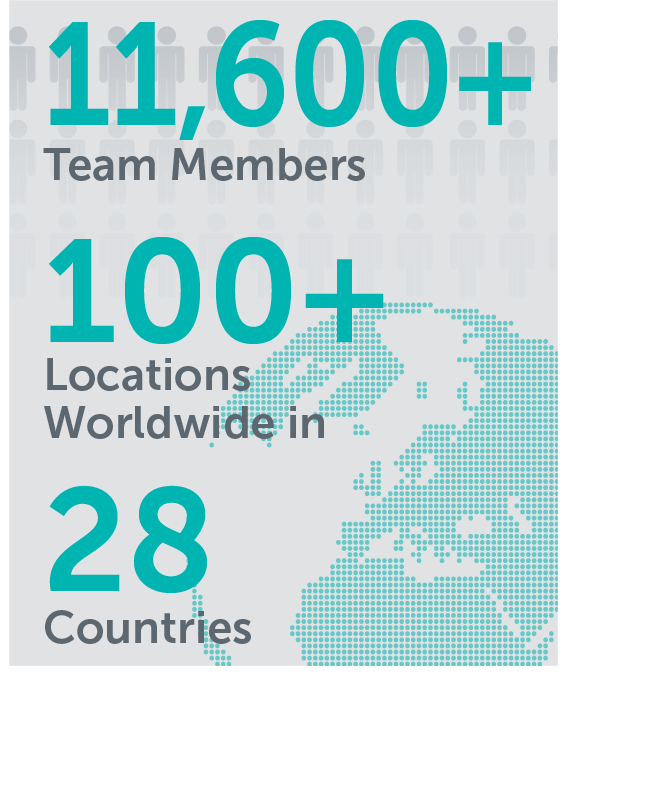 11,600+
Team Members
100+
Locations
Worldwide in
28
Countries